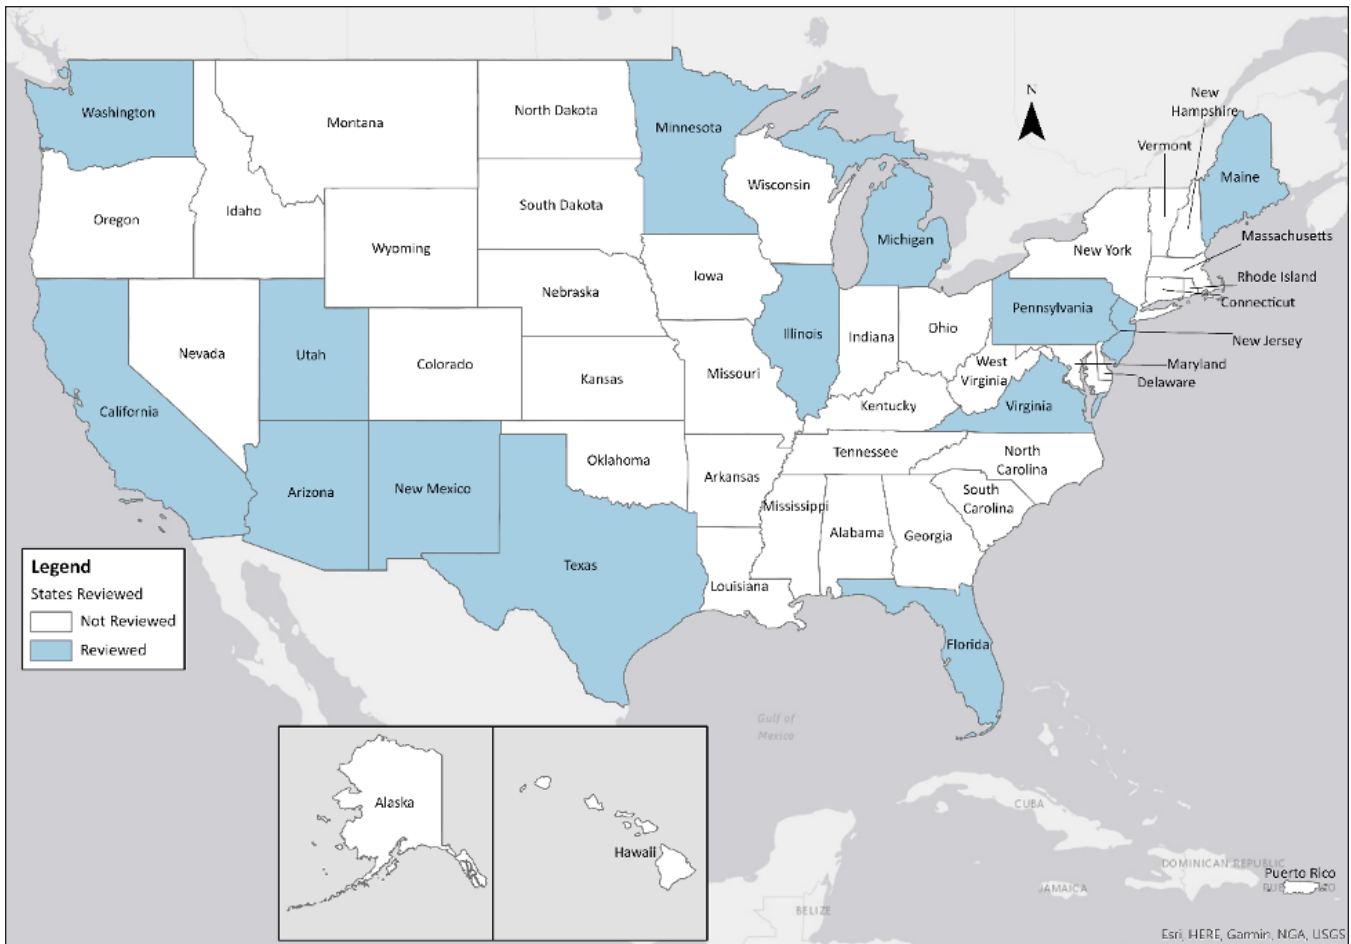 N
New
Hampshire
Washington
North Dakota
Montana
Minnesota
Vermont
Maine
Wisconsin
Idaho
South Dakota
Oregon
Michigan
Massachusetts
Wyoming
New York
Iowa
Rhode Island
Nebraska
Connecticut
Pennsylvania
Illinois
Ohio
Indiana
New Jersey
Nevada
Utah
Colorado
West
Virginia
Maryland
Missouri
Kansas
Delaware
California
Kentucky
Virginia
Tennessee
North
Carolina
Oklahoma
Arkansas
New Mexico
Arizona
South
Carolina
Mississippi
Alabama
Georgia
Texas
Louisiana
Legend
States Reviewed
Not Reviewed
Reviewed
Florida
Gulf of
Mexico
Alaska
Hawaii
CUBA
DOMINICAN REPUBLIC
Puerto Rico
JAMAICA
BELIZE
Esri, HERE, Garmin, NGA, USGS